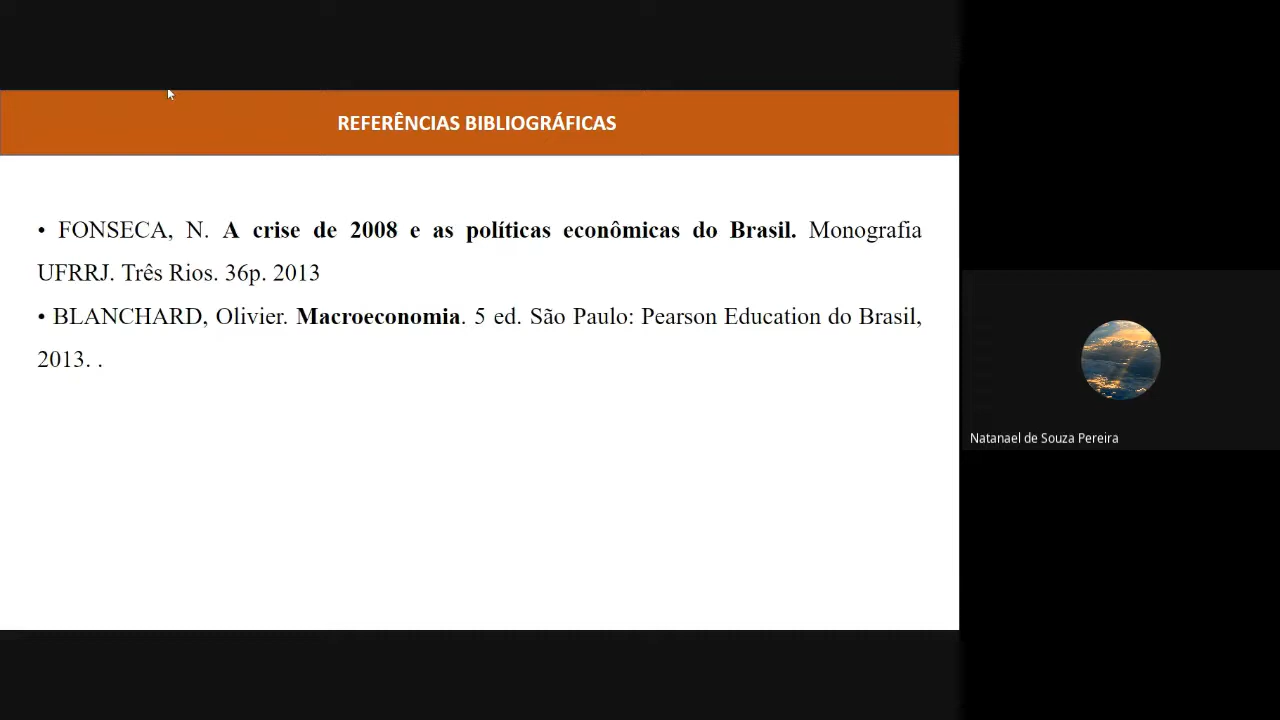 REFERÊNCIAS BIBLIOGRÁFICAS
• FONSECA, N. A crise de 2008 e as políticas econômicas do Brasil. Monografia
UFRRJ. Três Rios. 36p. 2013
• BLANCHARD, Olivier. Macroeconomia. 5 ed. São Paulo: Pearson Education do Brasil,
2013. .
Natanael de Souza Pereira